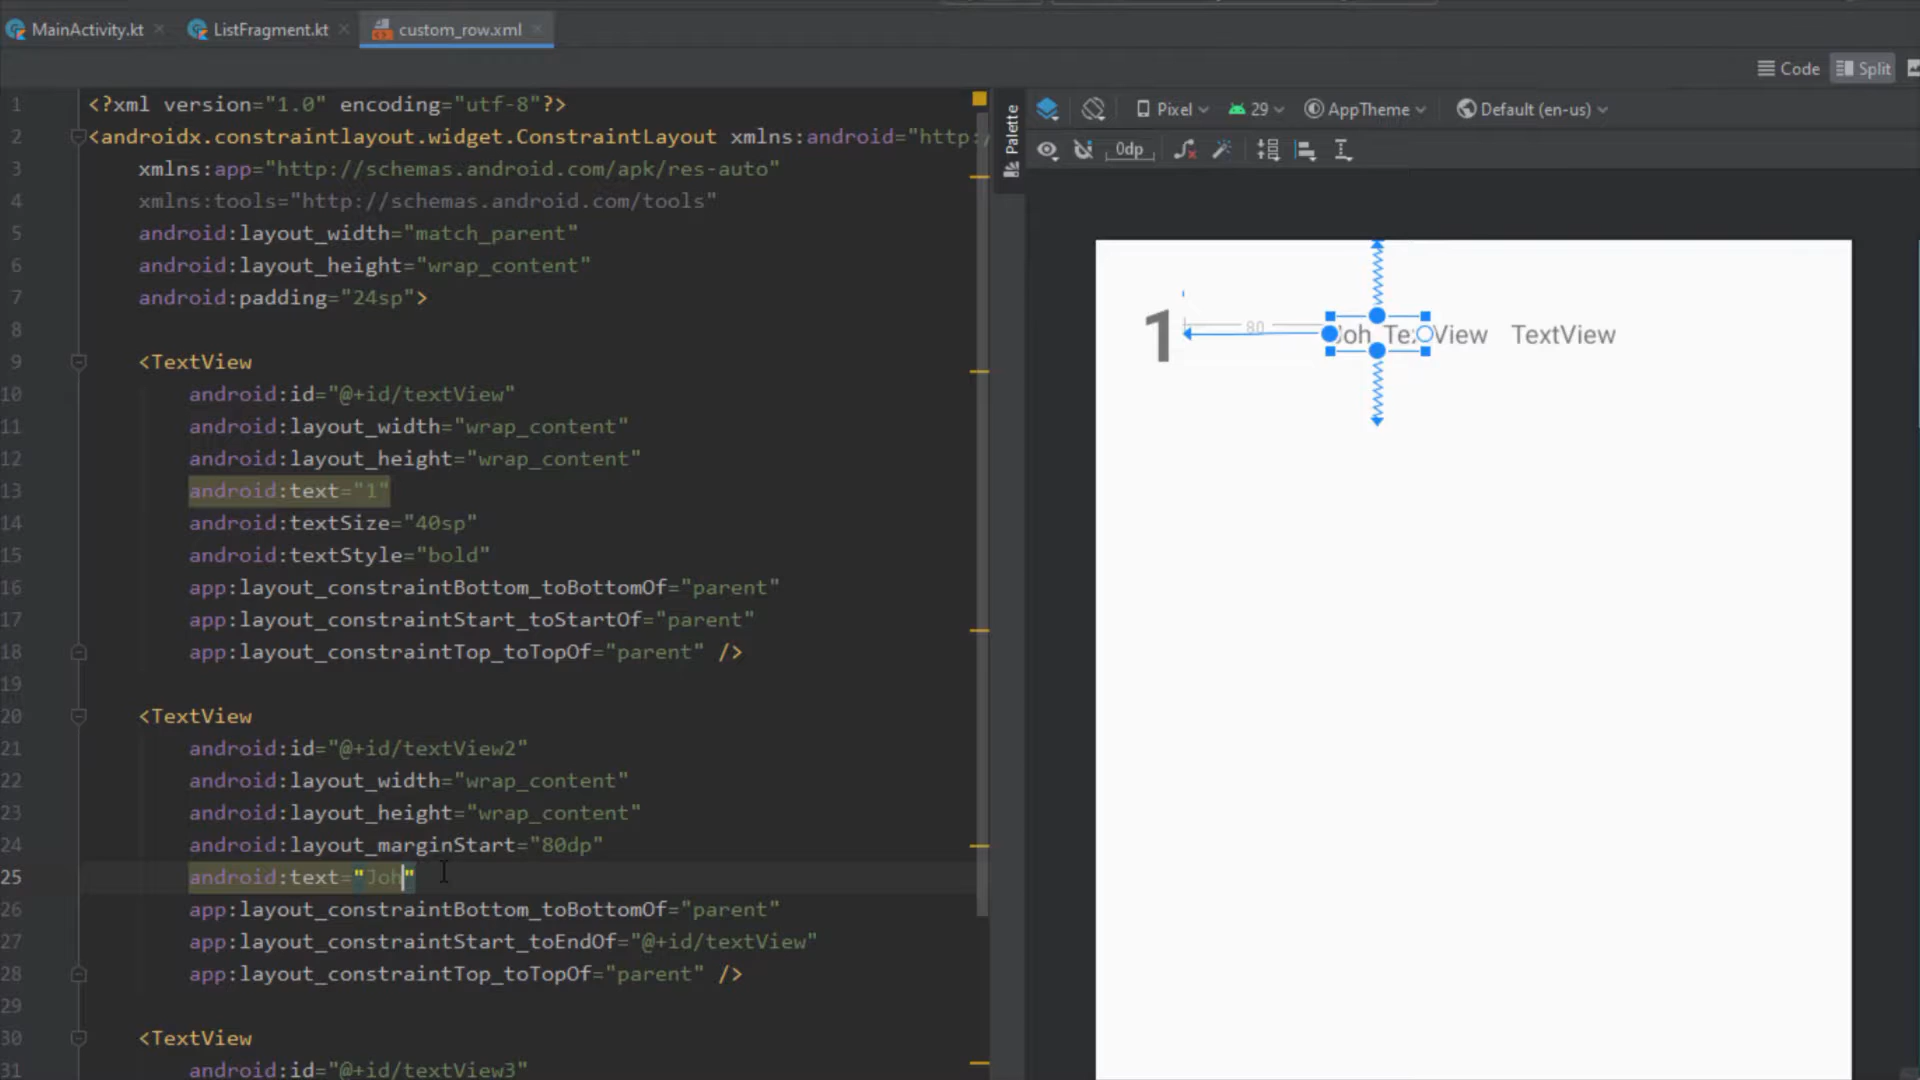 MainActivity.kt
ListFragment.kt
custom_row.xml
Code
Split
1 <?xml version="1.0" encoding="utf-8"?>
2 <androidx.constraintlayout.widget.ConstraintLayout xmlns:android="http:
3 xmlns:app="http://schemas.android.com/apk/res-auto"
4 xmlns:tools="http://schemas.android.com/tools"
5 android:layout_width="match_parent"
6 android:layout_height="wrap_content"
7 android:padding="24sp">
8
9 <TextView
10 android:id="@+id/textView"
11 android:layout_width="wrap_content"
12 android:layout_height="wrap_content"
13 android:text="1"
14 android:textSize="40sp"
15 android:textStyle="bold"
16 app:layout_constraintBottom_toBottomOf="parent"
17 app:layout_constraintStart_toStartOf="parent"
18 app:layout_constraintTop_toTopOf="parent" />
19
20 <TextView
21 android:id="@+id/textView2"
22 android:layout_width="wrap_content"
23 android:layout_height="wrap_content"
24 android:layout_marginStart="80dp"
25 android:text="Joh"
26 app:layout_constraintBottom_toBottomOf="parent"
27 app:layout_constraintStart_toEndOf="@+id/textView"
28 app:layout_constraintTop_toTopOf="parent" />
29
30 <TextView
31 android:id="@+id/textView3"
Palette
Pixel
29
AppTheme
Default (en-us)
0dp
1
80
Joh
TextView
TextView